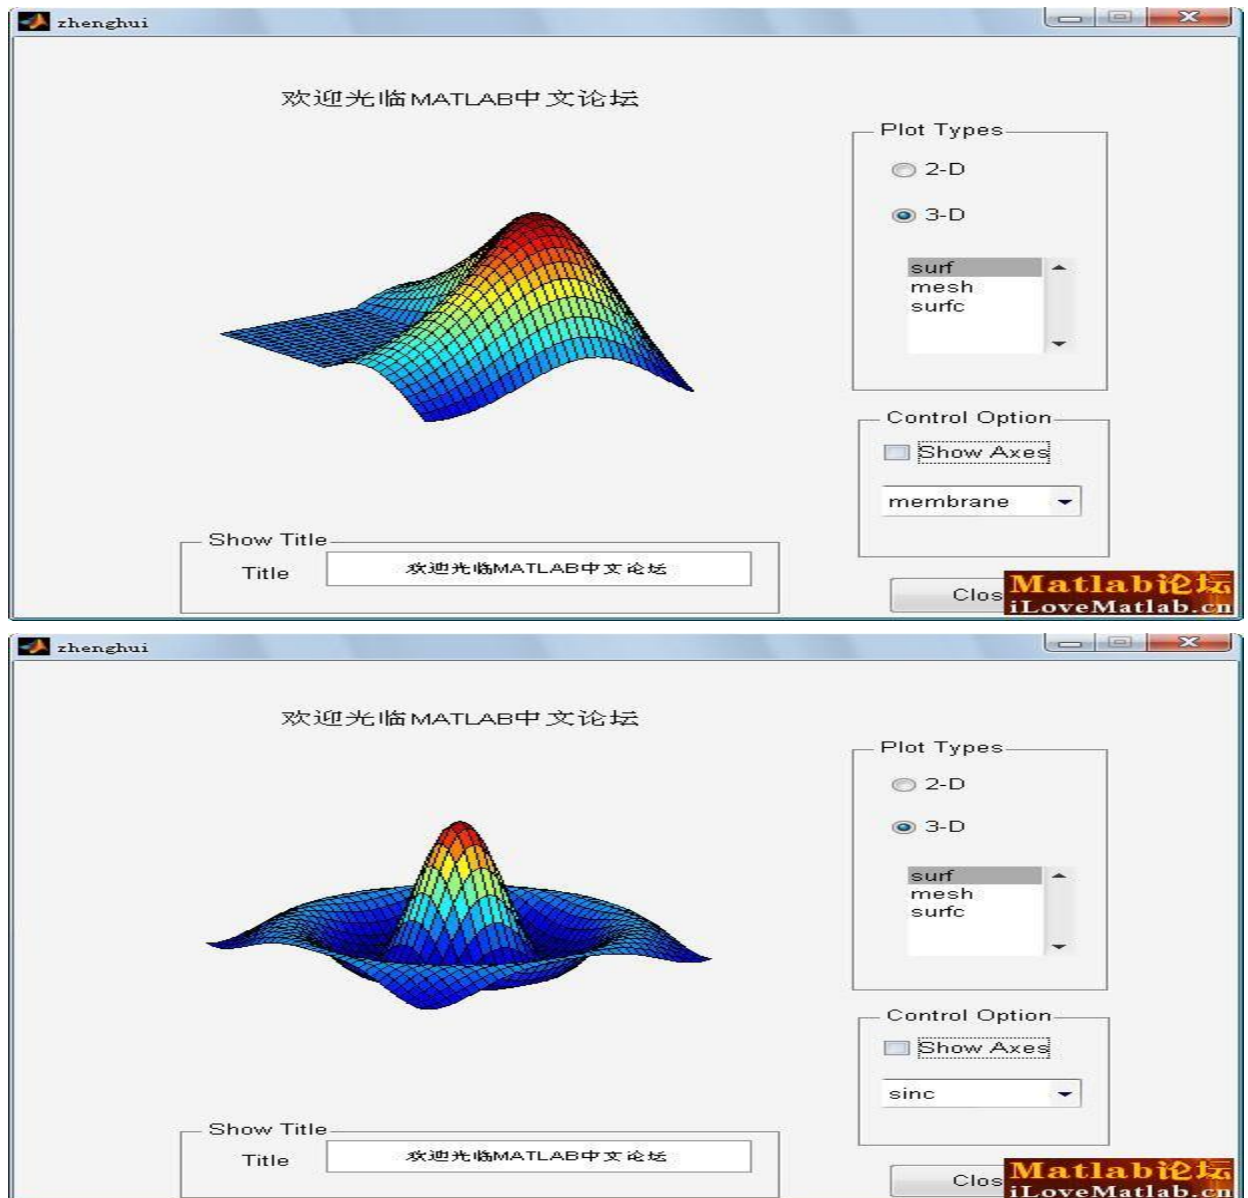 zhenghui
欢迎光临MATLAB中文论坛
Plot Types
2-D
3-D
surf
mesh
surfc
Control Option
Show Axes
membrane
Show Title
Title 欢迎光临MATLAB中文论坛
Clos
Matlab论坛
iLoveMatlab.cn
zhenghui
欢迎光临MATLAB中文论坛
Plot Types
2-D
3-D
surf
mesh
surfc
Control Option
Show Axes
sinc
Show Title
Title 欢迎光临MATLAB中文论坛
Clos
Matlab论坛
iLoveMatlab.cn